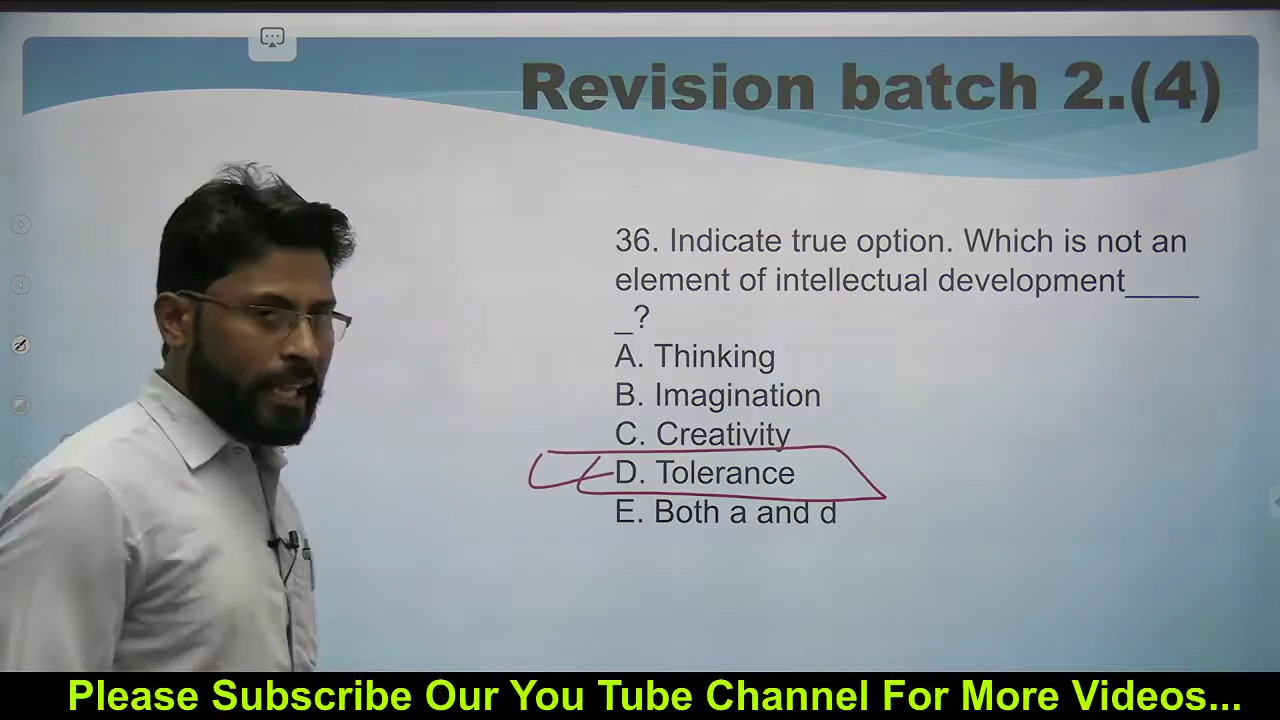 Revision batch 2.(4)
36. Indicate true option. Which is not an
element of intellectual development____
_?
A. Thinking
B. Imagination
C. Creativity
D. Tolerance
E. Both a and d
Please Subscribe Our You Tube Channel For More Videos...